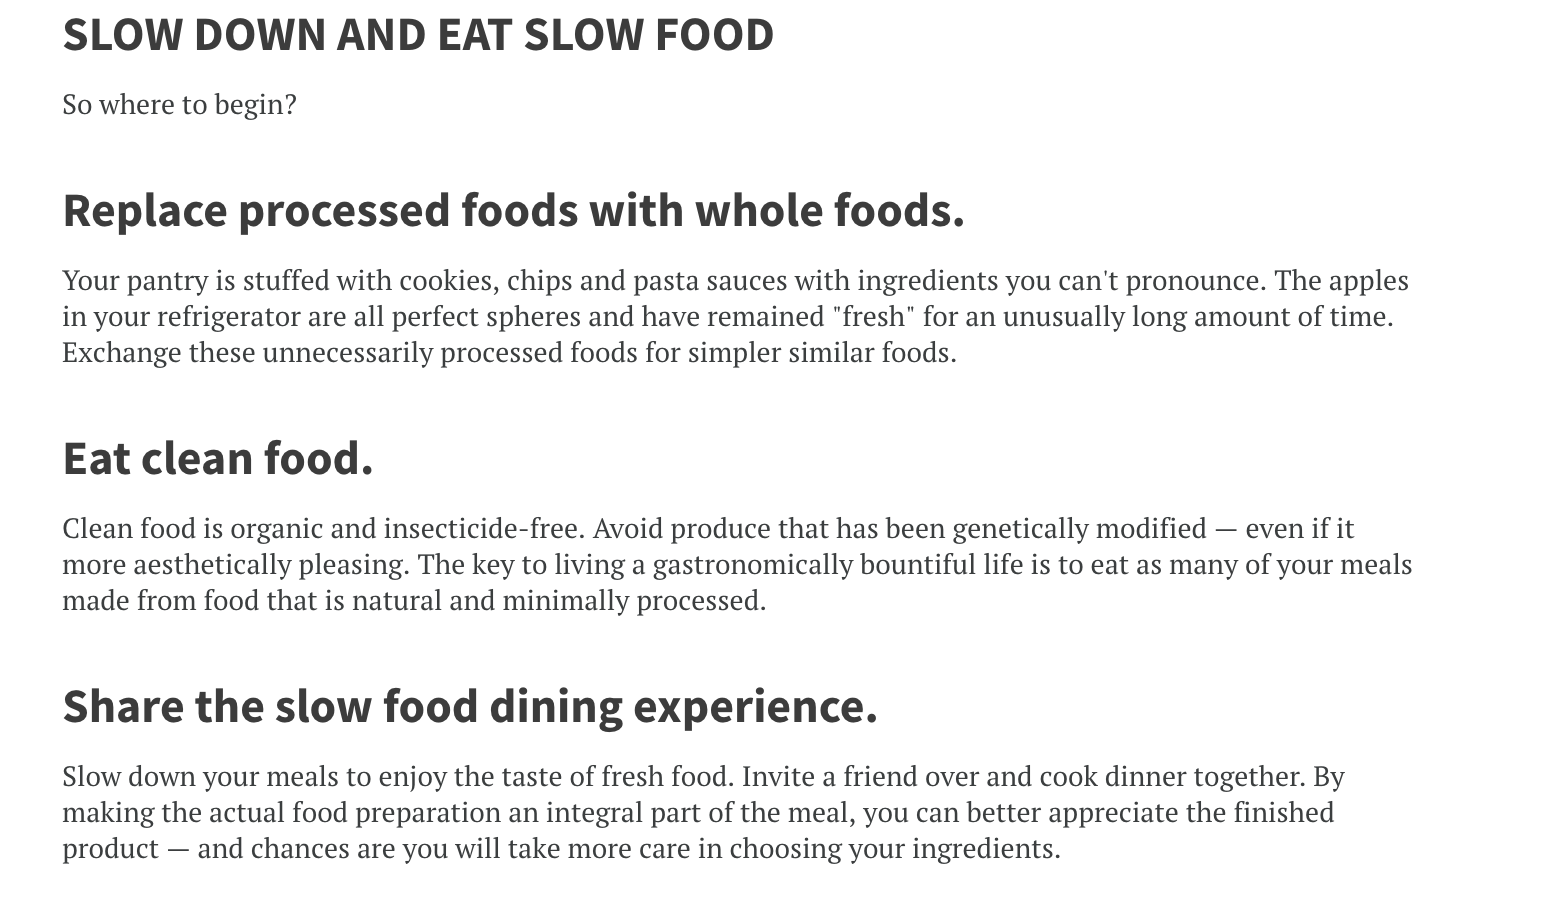 SLOW DOWN AND EAT SLOW FOOD
So where to begin?
Replace processed foods with whole foods.
Your pantry is stuffed with cookies, chips and pasta sauces with ingredients you can't pronounce. The apples
in your refrigerator are all perfect spheres and have remained "fresh" for an unusually long amount of time.
Exchange these unnecessarily processed foods for simpler similar foods.
Eat clean food.
Clean food is organic and insecticide-free. Avoid produce that has been genetically modified — even if it
more aesthetically pleasing. The key to living a gastronomically bountiful life is to eat as many of your meals
made from food that is natural and minimally processed.
Share the slow food dining experience.
Slow down your meals to enjoy the taste of fresh food. Invite a friend over and cook dinner together. By
making the actual food preparation an integral part of the meal, you can better appreciate the finished
product — and chances are you will take more care in choosing your ingredients.